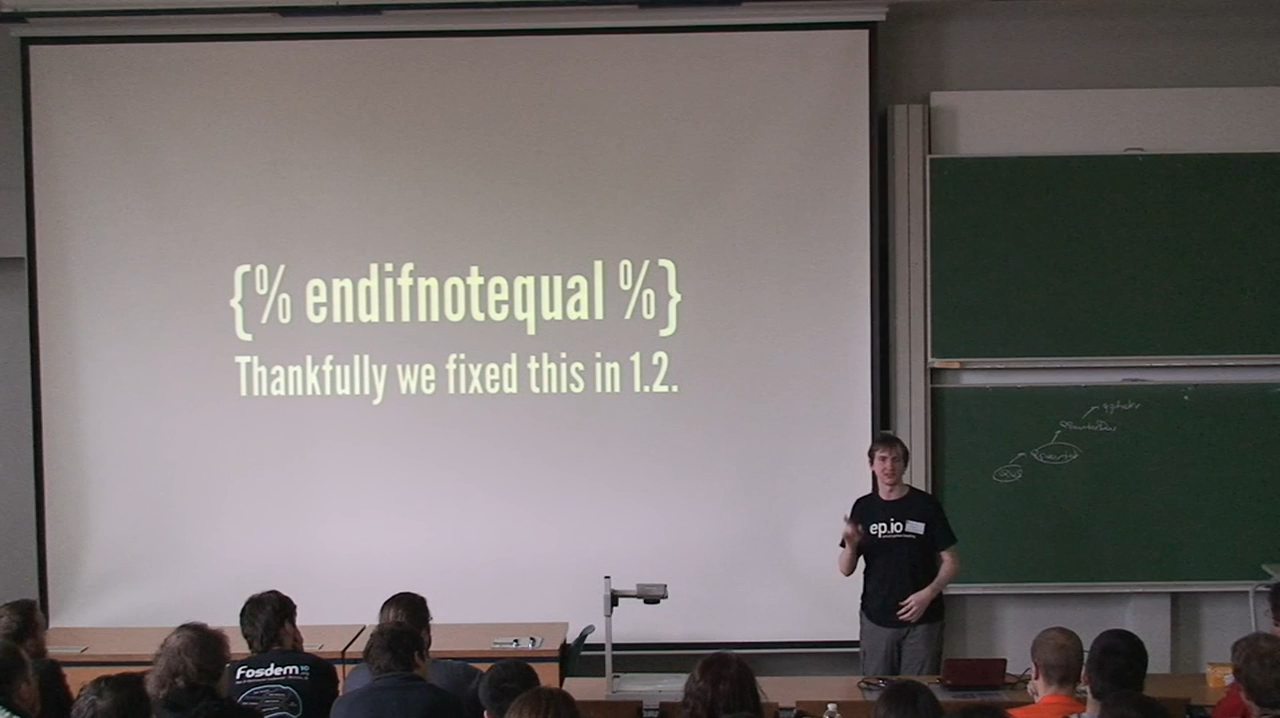 {% endifnotequal %}
Thankfully we fixed this in 1.2.
ep.io
Fosdem